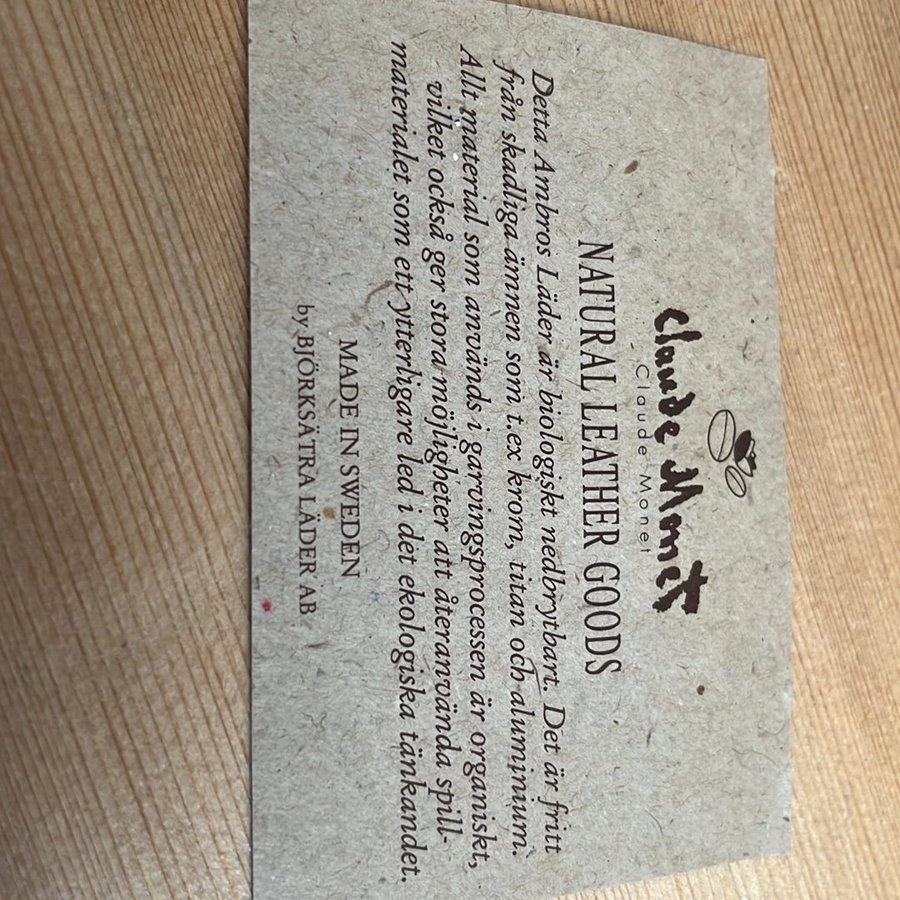 Claude Monet
Claude Monet
NATURAL LEATHER GOODS
Detta Ambros Läder är biologiskt nedbrytbart. Det är fritt
från skadliga ämnen som t.ex krom, titan och aluminium.
Allt material som används i garvingsprocessen är organiskt,
vilket också ger stora möjligheter att återanvända spill-
materialet som ett ytterligare led i det ekologiska tänkandet.
MADE IN SWEDEN
by BJÖRKSÄTRA LÄDER AB